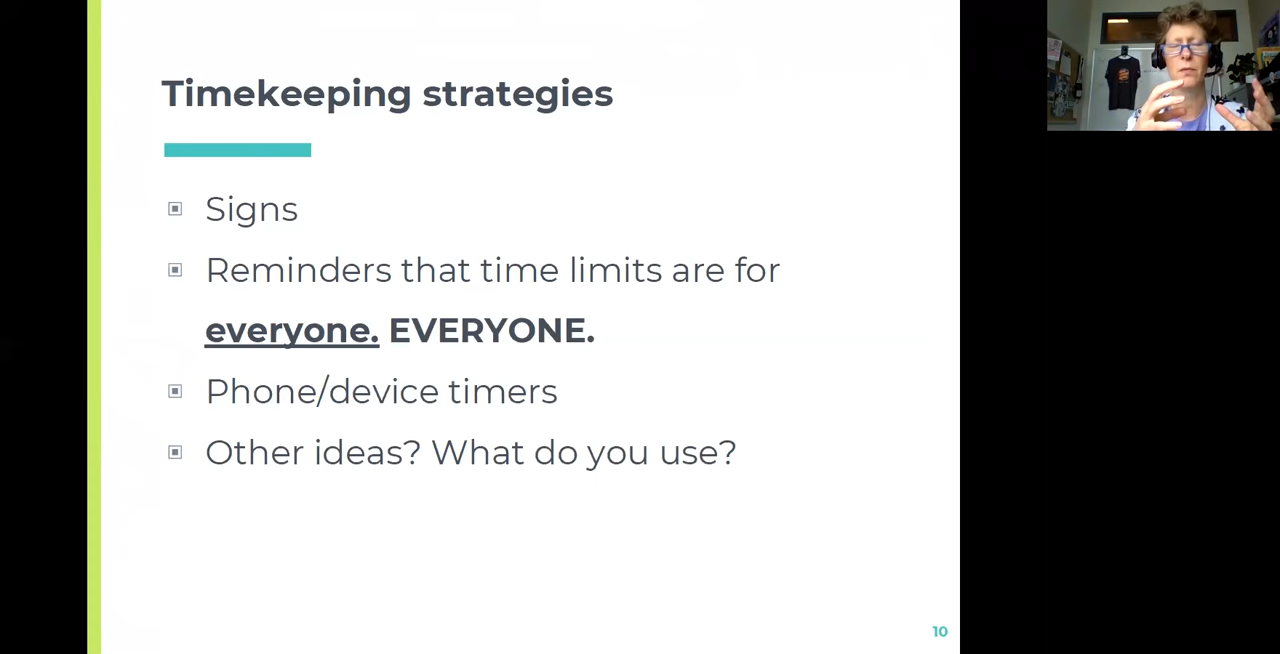 Timekeeping strategies
Signs
Reminders that time limits are for
everyone. EVERYONE.
Phone/device timers
Other ideas? What do you use?
10